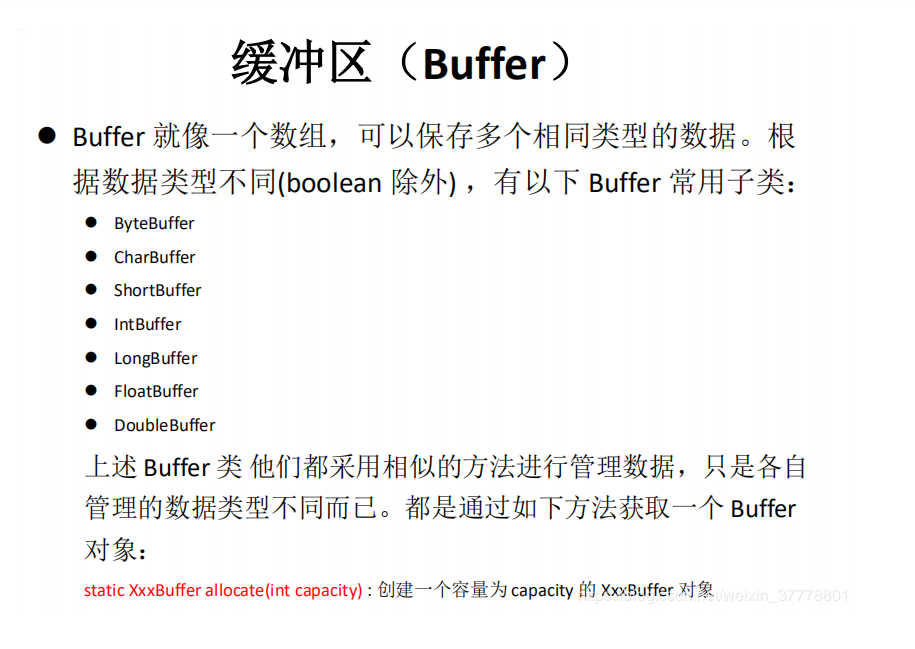 缓冲区（Buffer）
● Buffer 就像一个数组，可以保存多个相同类型的数据。根
据数据类型不同(boolean 除外) ，有以下 Buffer 常用子类：
● ByteBuffer
● CharBuffer
● ShortBuffer
● IntBuffer
● LongBuffer
● FloatBuffer
● DoubleBuffer
上述 Buffer 类 他们都采用相似的方法进行管理数据，只是各自
管理的数据类型不同而已。都是通过如下方法获取一个 Buffer
对象：
static XxxBuffer allocate(int capacity) : 创建一个容量为 capacity 的 XxxBuffer 对象
https://blog.csdn.net/weixin_37778801